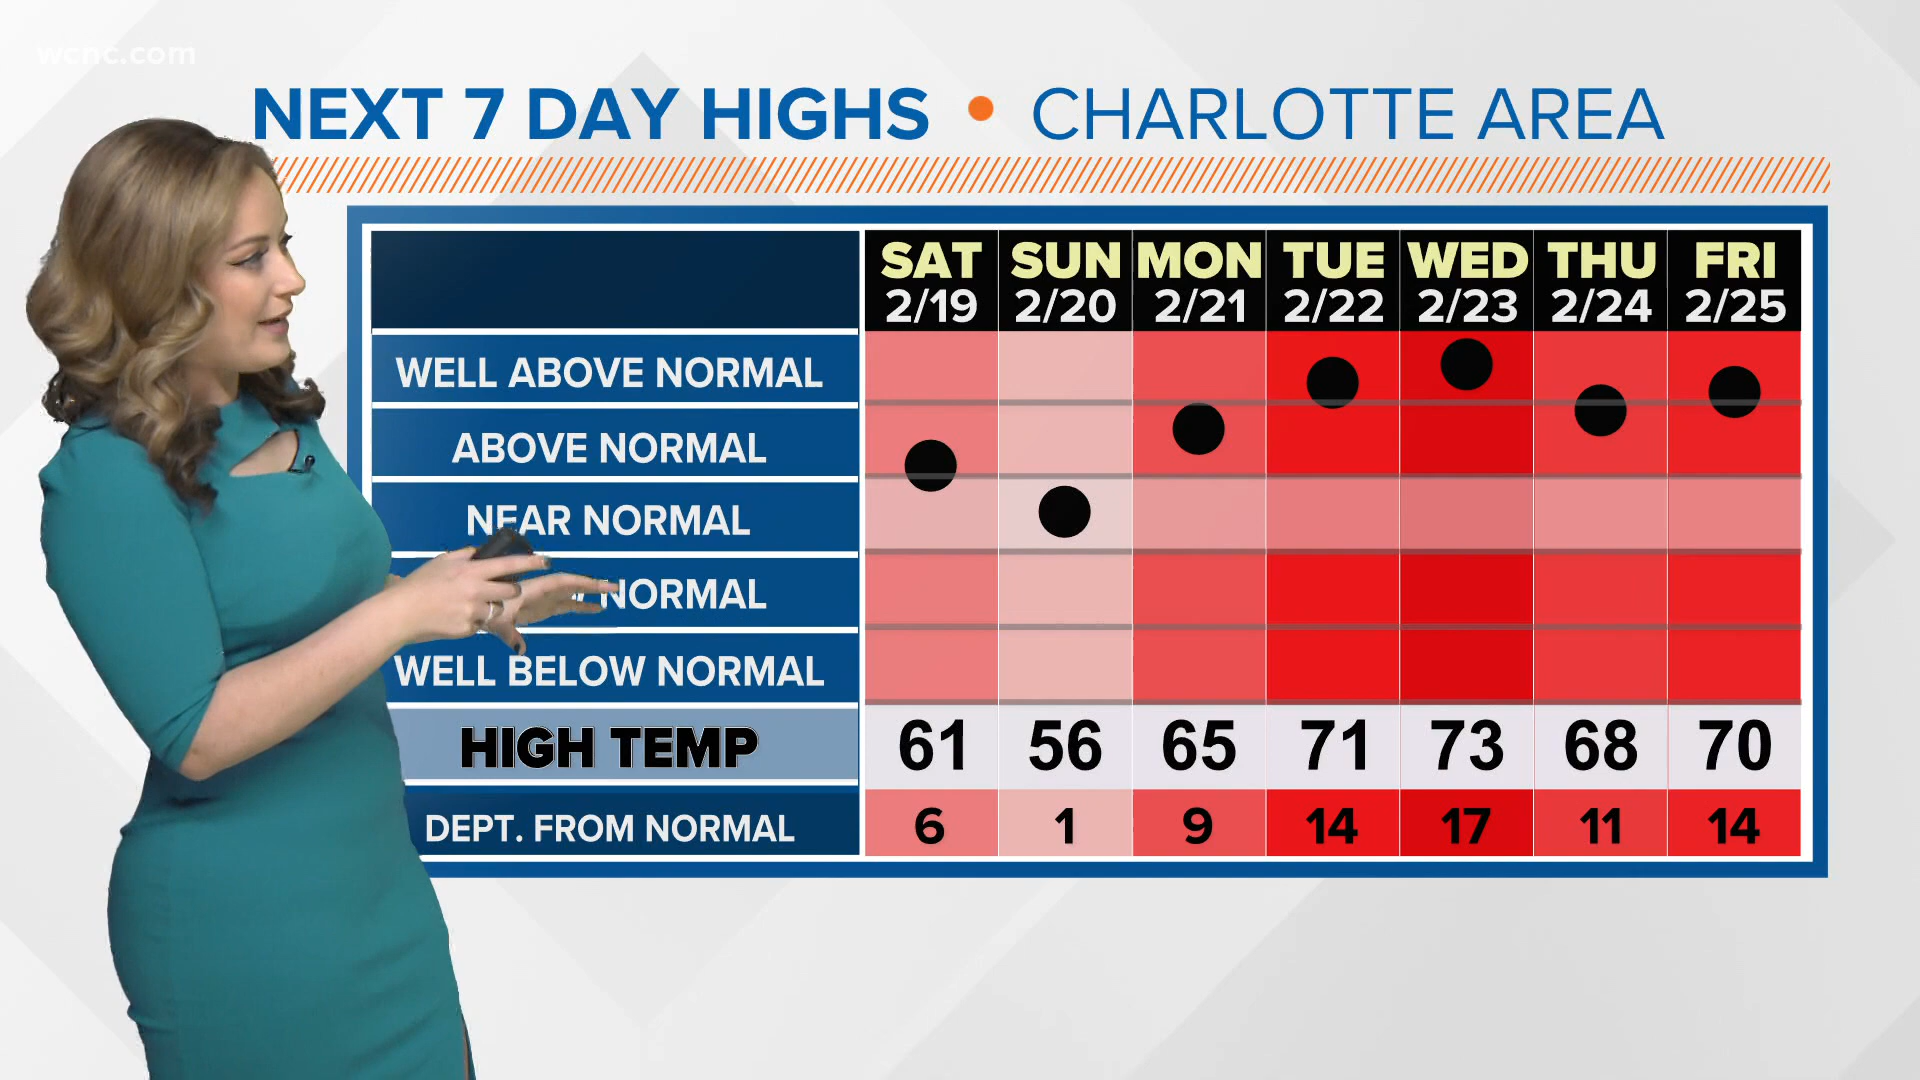 wcnc.com
NEXT 7 DAY HIGHS • CHARLOTTE AREA
SAT SUN MON TUE WED THU FRI
2/19 2/20 2/21 2/22 2/23 2/24 2/25
WELL ABOVE NORMAL
ABOVE NORMAL
NEAR NORMAL
NORMAL
WELL BELOW NORMAL
HIGH TEMP 61 56 65 71 73 68 70
DEPT. FROM NORMAL 6 1 9 14 17 11 14